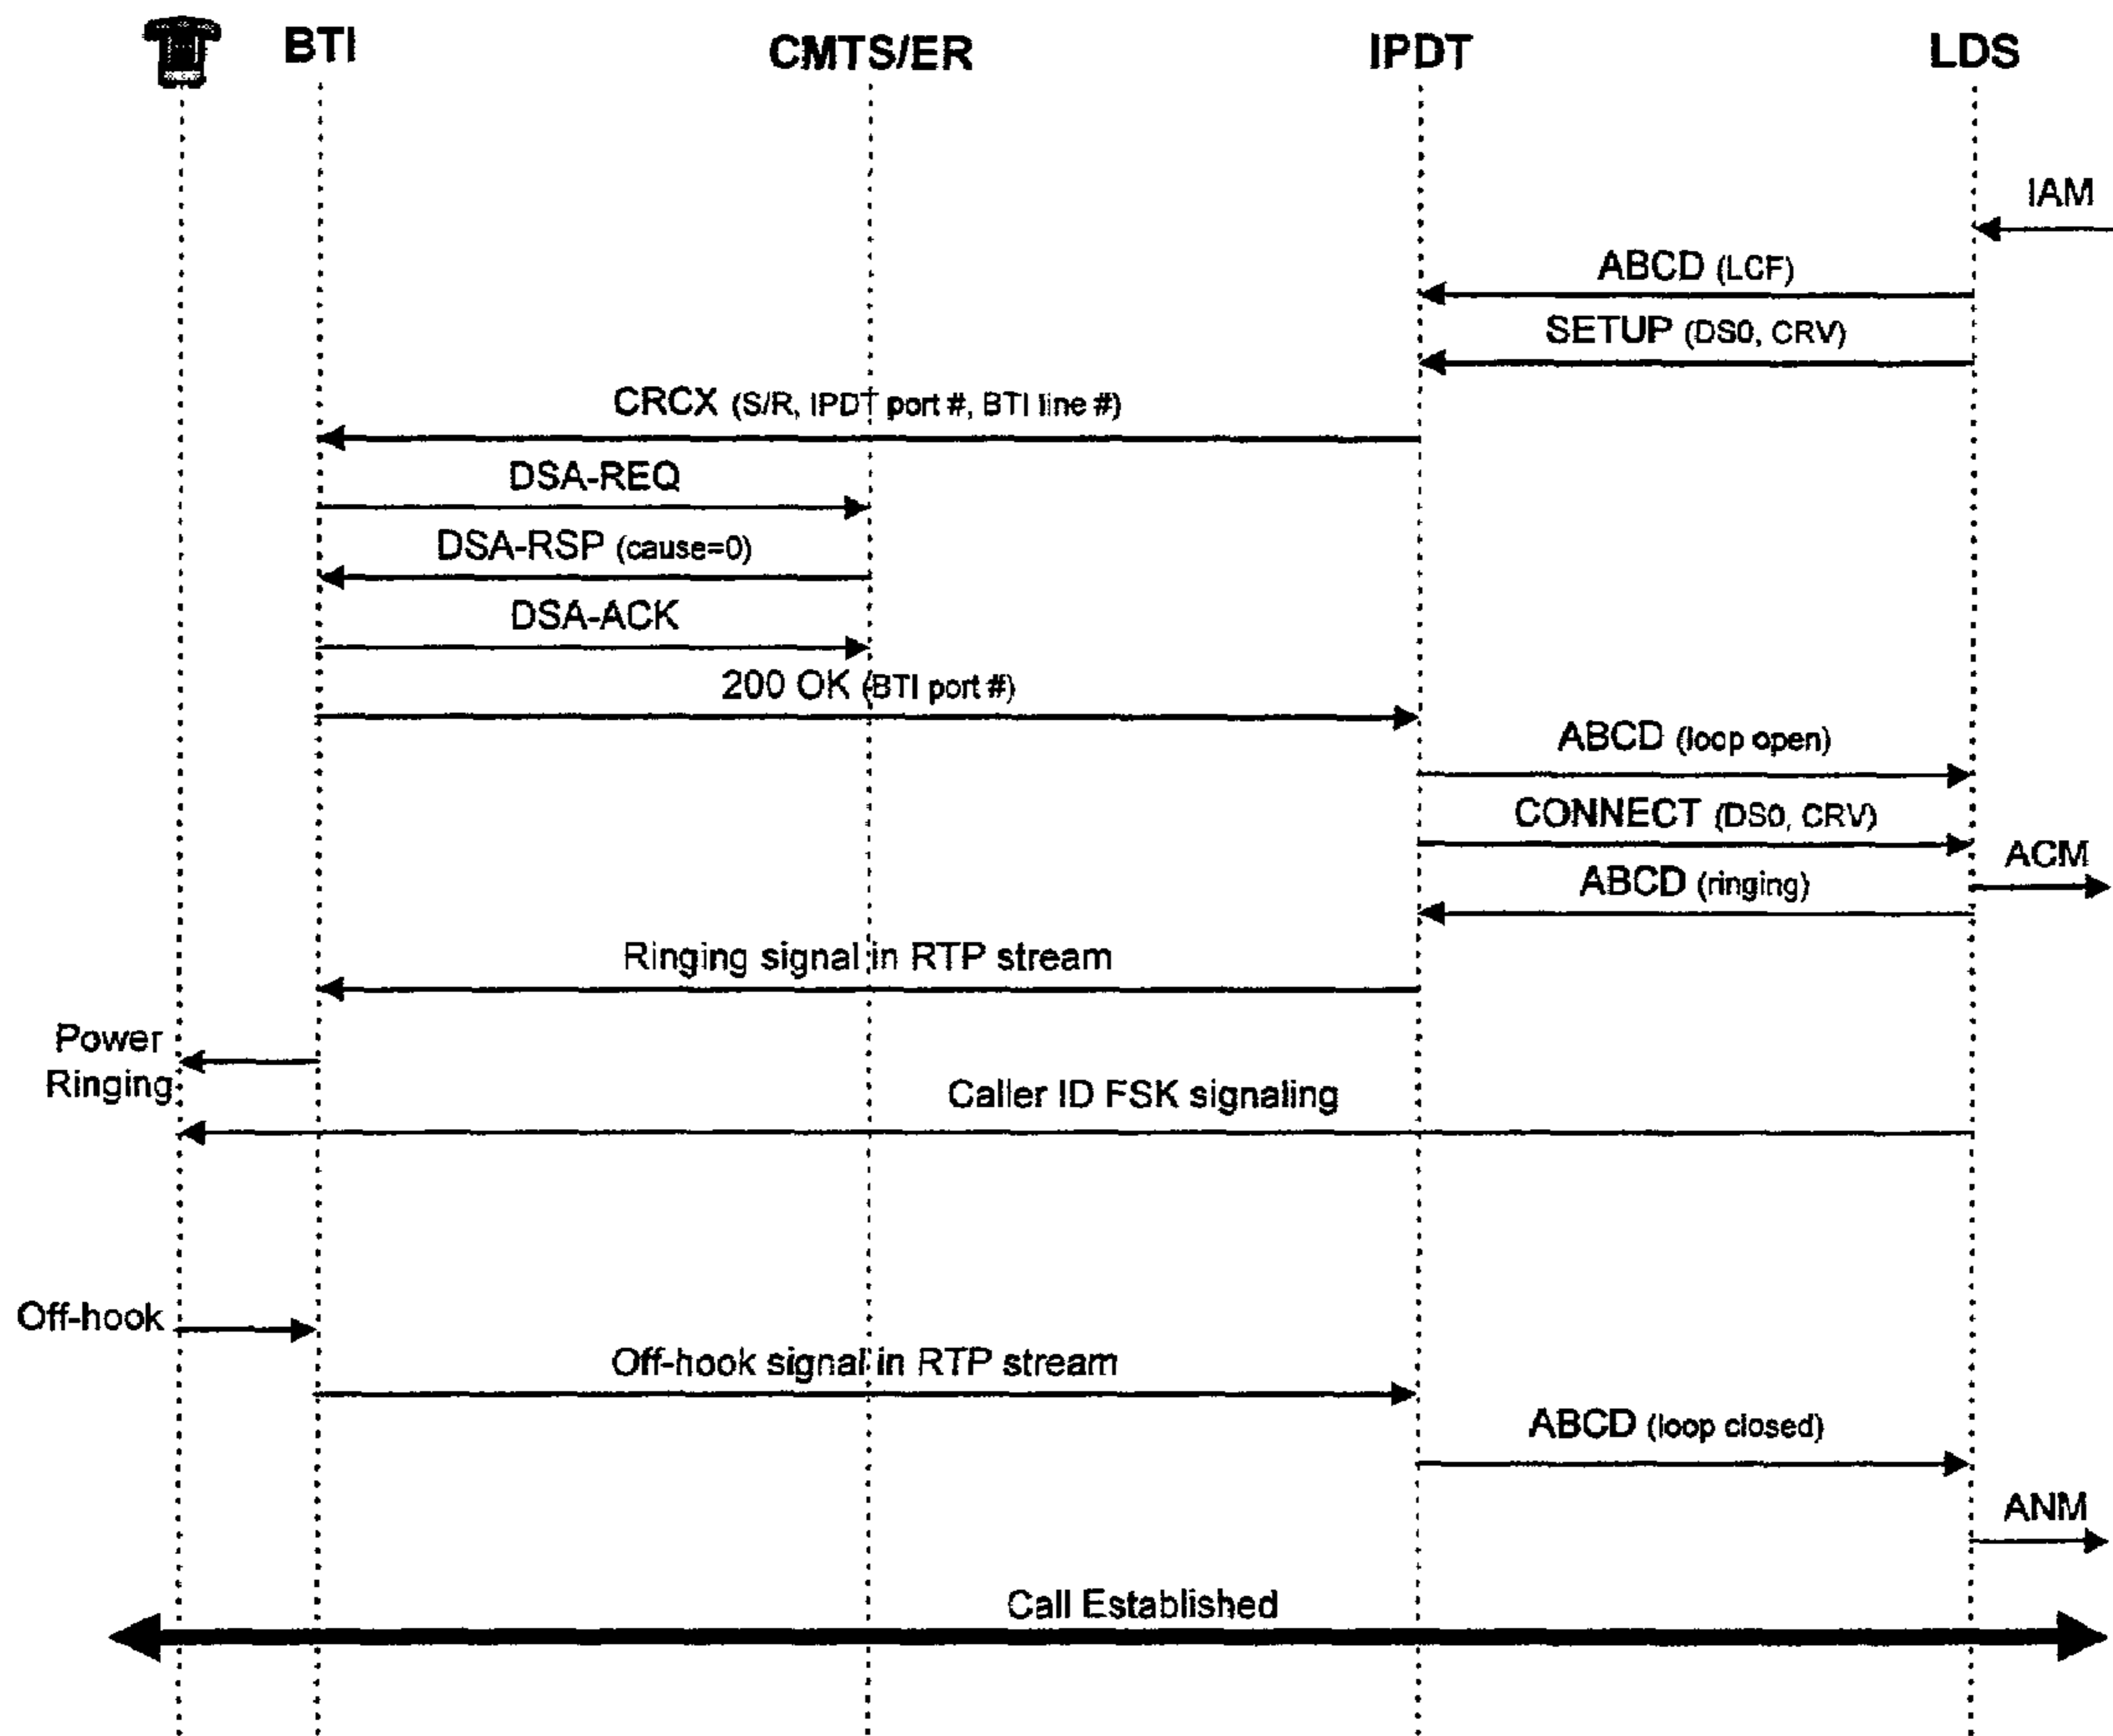 BTI
CMTS/ER
IPDT
LDS
IAM
ABCD (LCF)
SETUP (DS0, CRV)
CRCX (S/R, IPDT port #, BTI line #)
DSA-REQ
DSA-RSP (cause=0)
DSA-ACK
200 OK (BTI port #)
ABCD (loop open)
CONNECT (DS0, CRV)
ACM
ABCD (ringing)
Ringing signal in RTP stream
Power
Ringing
Caller ID FSK signaling
Off-hook
Off-hook signal in RTP stream
ABCD (loop closed)
ANM
Call Established